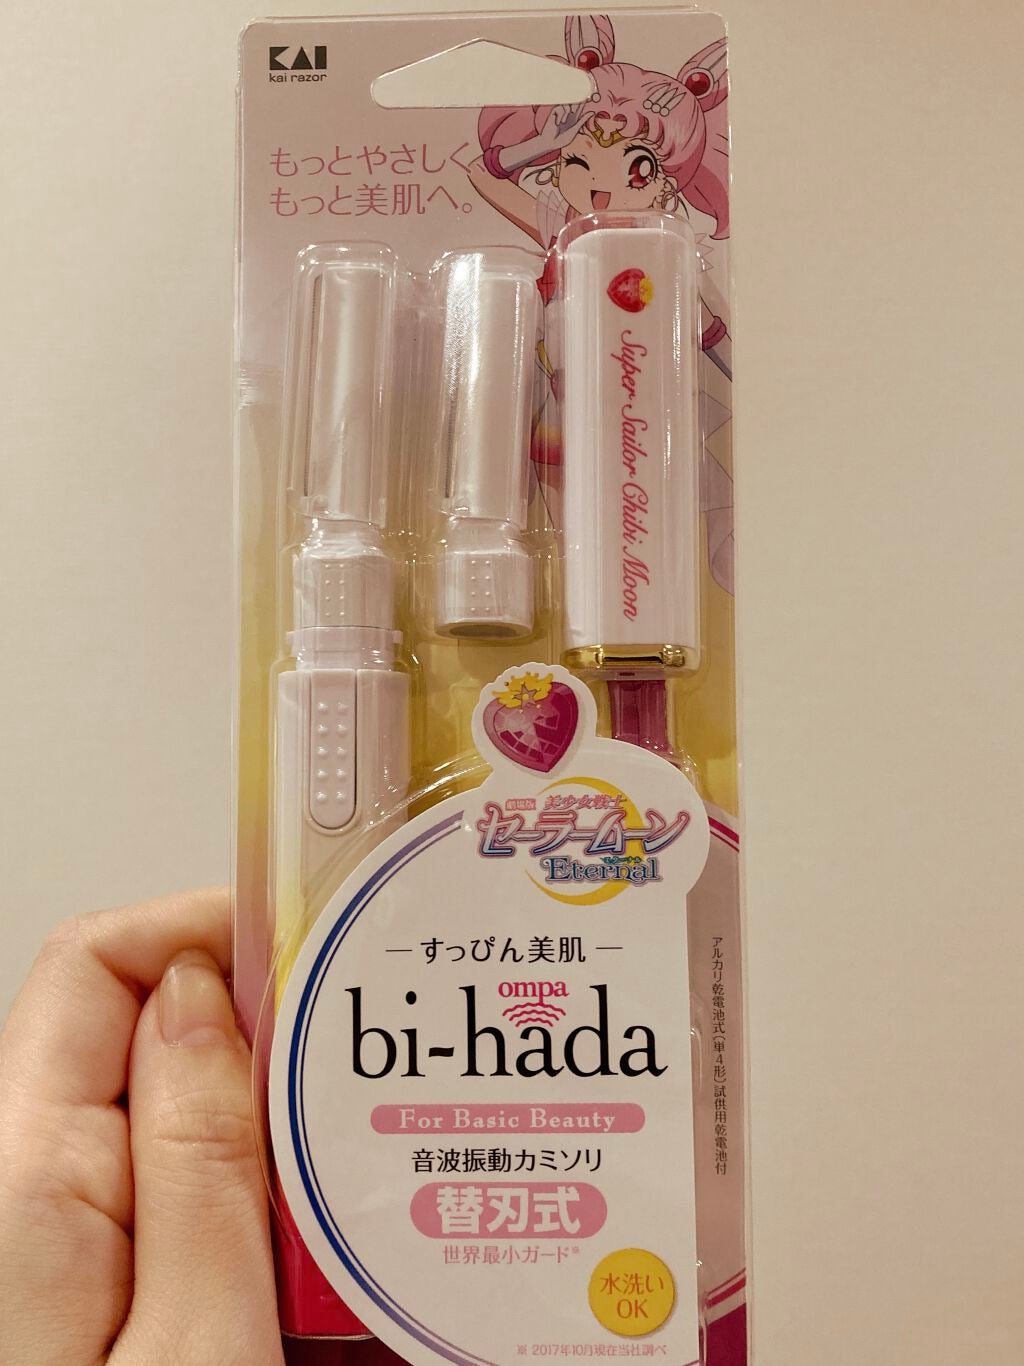 KAI
kai razor
もっとやさしく、
もっと美肌へ。
Super Sailor Chibi Moon
劇場版 美少女戦士
セーラームーン
エターナル
Eternal
すっぴん美肌
ompa
bi-hada
For Basic Beauty
音波振動カミソリ
替刃式
世界最小ガード※
水洗い
OK
※ 2017年10月現在当社調べ
アルカリ乾電池式(単4形)試供用乾電池付